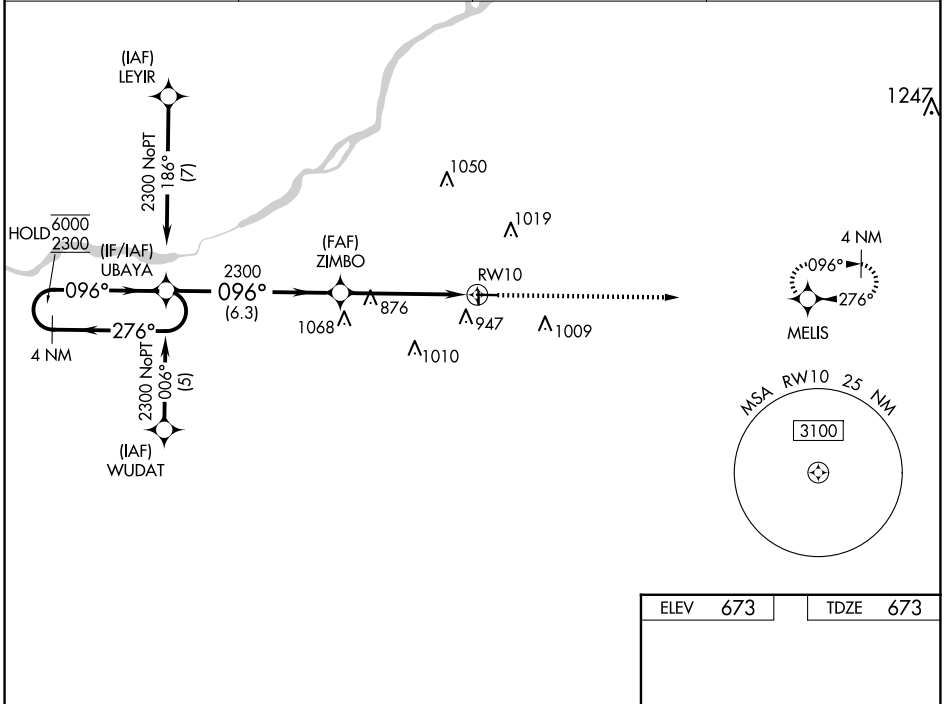 (IAF)
LEYIR
1247
2300 NoPT
186°
(7)
1050
1019
HOLD 6000
2300
(IF/IAF)
UBAYA
(FAF)
ZIMBO
4 NM
096°
2300
096°
(6.3)
RW10
096°
276°
876
1068
947
1009
MELIS
276°
4 NM
1010
2300 NoPT
006°
(5)
(IAF)
WUDAT
MSA RW10 25 NM
3100
ELEV 673
TDZE 673